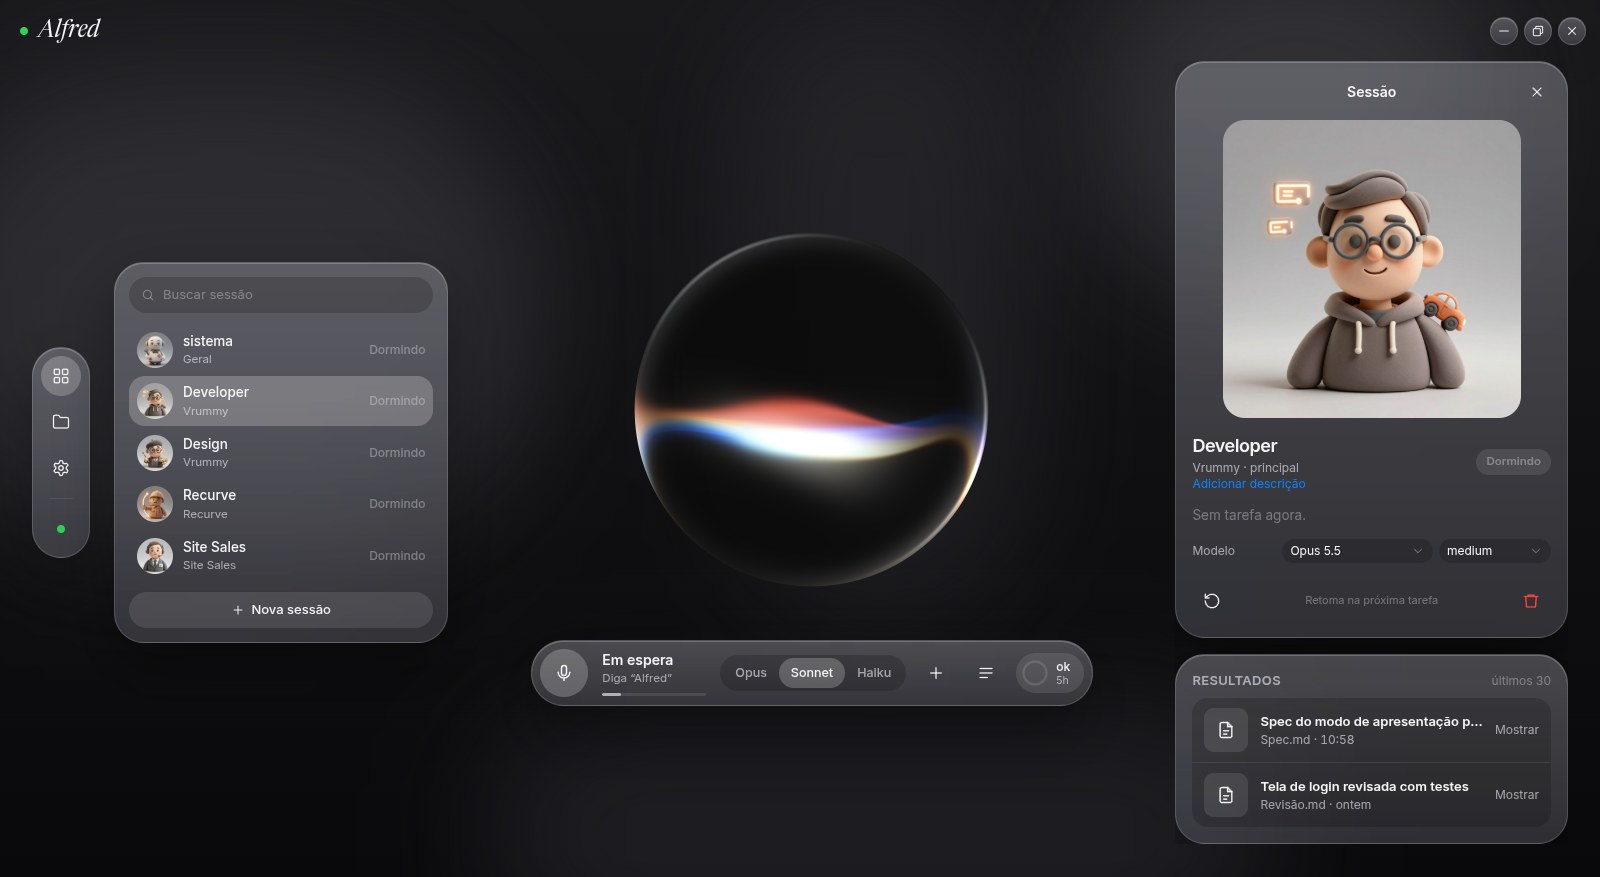 Alfred
Buscar sessão
sistema
Geral
Dormindo
Developer
Vrummy
Dormindo
Design
Vrummy
Dormindo
Recurve
Recurve
Dormindo
Site Sales
Site Sales
Dormindo
Nova sessão
Em espera
Diga “Alfred”
Opus
Sonnet
Haiku
ok
5h
Sessão
Developer
Vrummy · principal
Adicionar descrição
Dormindo
Sem tarefa agora.
Modelo
Opus 5.5
medium
Retoma na próxima tarefa
RESULTADOS
últimos 30
Spec do modo de apresentação p...
Spec.md · 10:58
Mostrar
Tela de login revisada com testes
Revisão.md · ontem
Mostrar